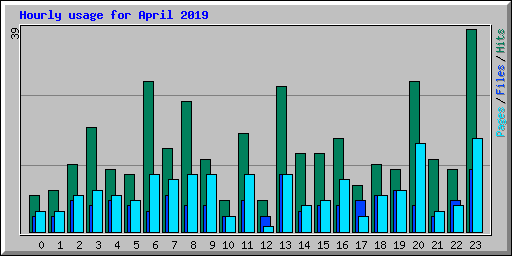 Hourly usage for April 2019
39
Pages / Files / Hits
0 1 2 3 4 5 6 7 8 9 10 11 12 13 14 15 16 17 18 19 20 21 22 23